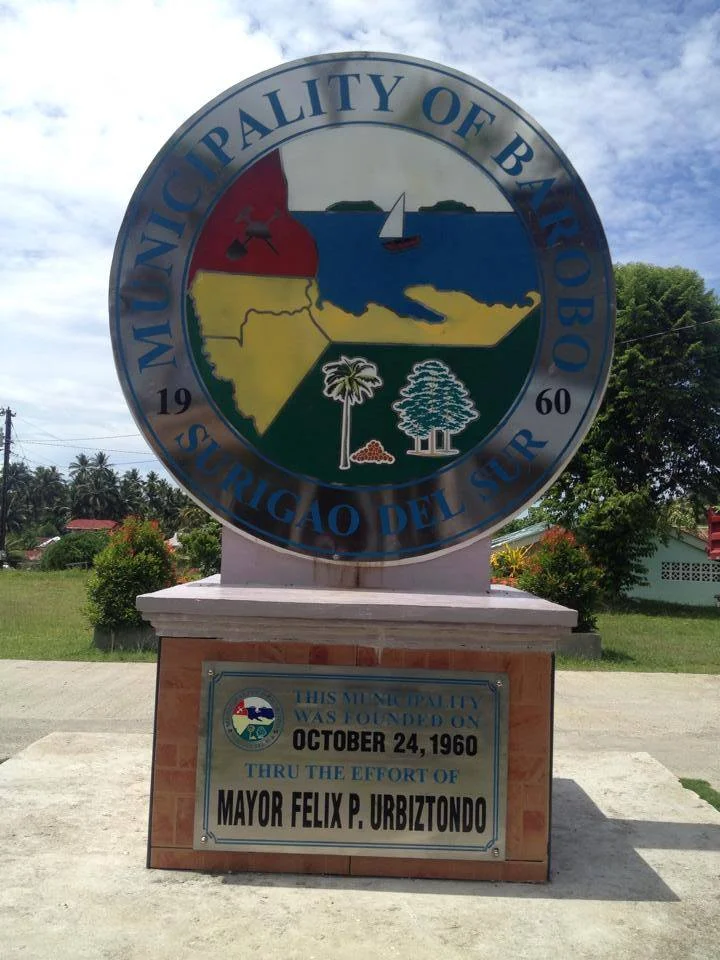 MUNICIPALITY OF BAROBO
19 60
SURIGAO DEL SUR
THIS MUNICIPALITY
WAS FOUNDED ON
OCTOBER 24, 1960
THRU THE EFFORT OF
MAYOR FELIX P. URBIZTONDO